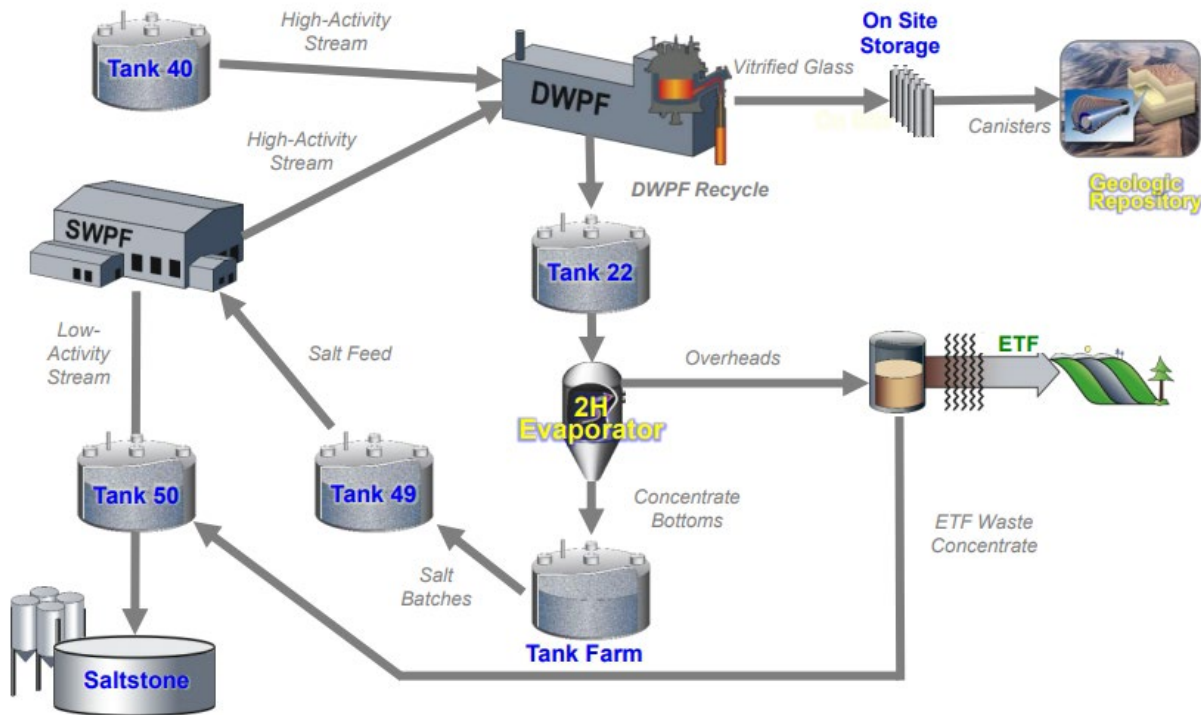 High-Activity
Stream
Tank 40
DWPF
Vitrified Glass
On Site
Storage
Canisters
Geologic
Repository
High-Activity
Stream
DWPF Recycle
SWPF
Tank 22
Low-
Activity
Stream
Salt Feed
Overheads
ETF
2H
Evaporator
Tank 50
Tank 49
Concentrate
Bottoms
ETF Waste
Concentrate
Salt
Batches
Tank Farm
Saltstone